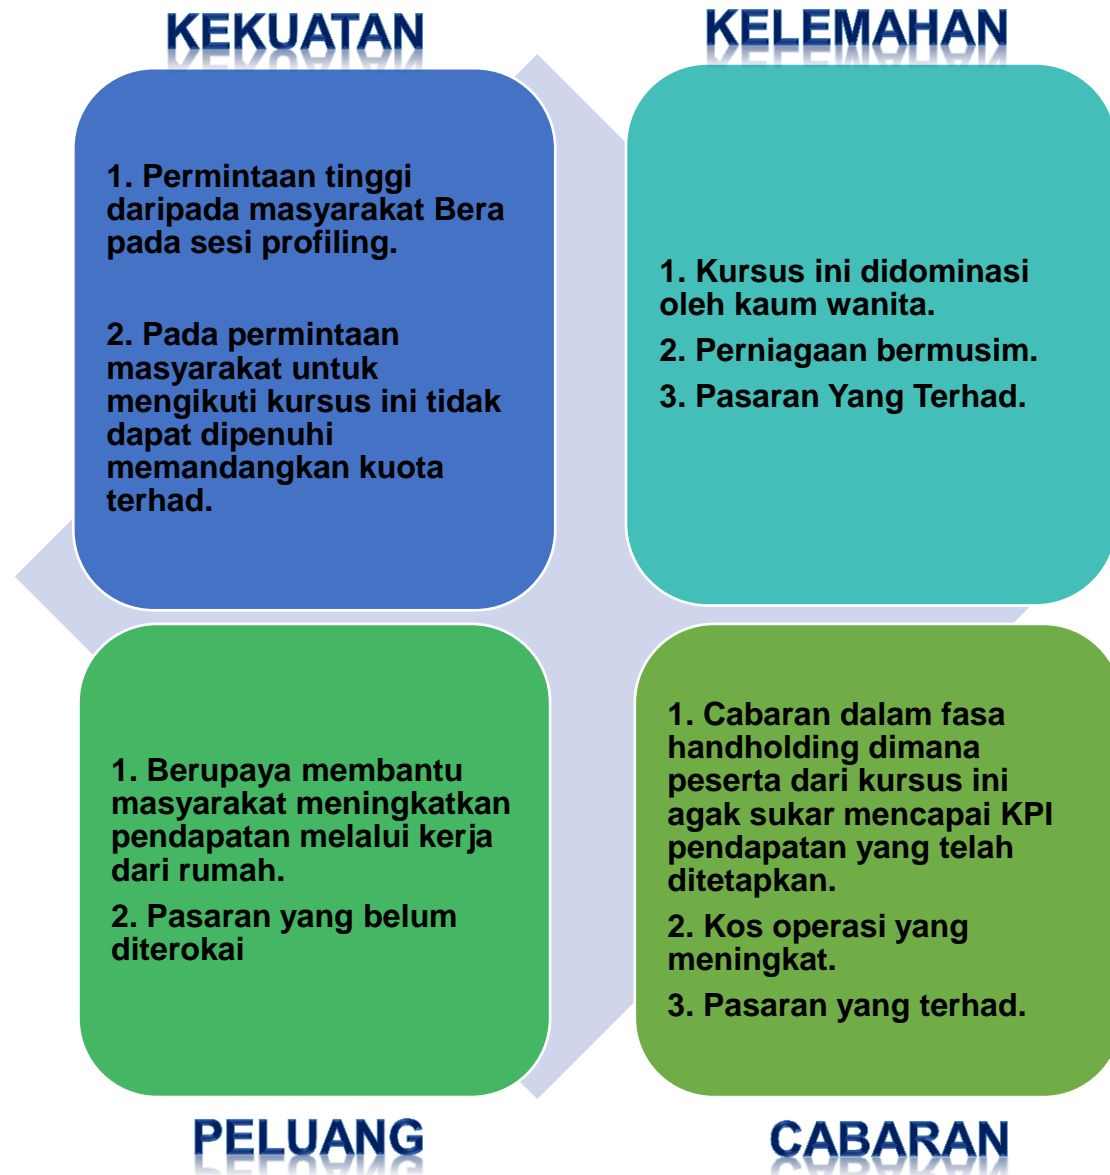 KEKUATAN
1. Permintaan tinggi
daripada masyarakat Bera
pada sesi profiling.
2. Pada permintaan
masyarakat untuk
mengikuti kursus ini tidak
dapat dipenuhi
memandangkan kuota
terhad.
KELEMAHAN
1. Kursus ini didominasi
oleh kaum wanita.
2. Perniagaan bermusim.
3. Pasaran Yang Terhad.
1. Berupaya membantu
masyarakat meningkatkan
pendapatan melalui kerja
dari rumah.
2. Pasaran yang belum
diterokai
PELUANG
1. Cabaran dalam fasa
handholding dimana
peserta dari kursus ini
agak sukar mencapai KPI
pendapatan yang telah
ditetapkan.
2. Kos operasi yang
meningkat.
3. Pasaran yang terhad.
CABARAN